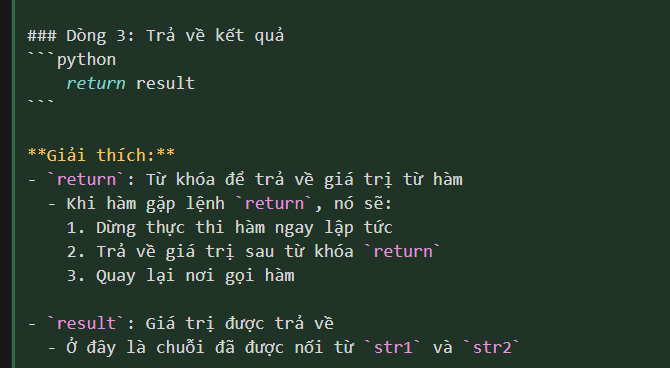 ### Dòng 3: Trả về kết quả
```python
    return result
```

**Giải thích:**
- `return`: Từ khóa để trả về giá trị từ hàm
  - Khi hàm gặp lệnh `return`, nó sẽ:
    1. Dừng thực thi hàm ngay lập tức
    2. Trả về giá trị sau từ khóa `return`
    3. Quay lại nơi gọi hàm

- `result`: Giá trị được trả về
  - Ở đây là chuỗi đã được nối từ `str1` và `str2`